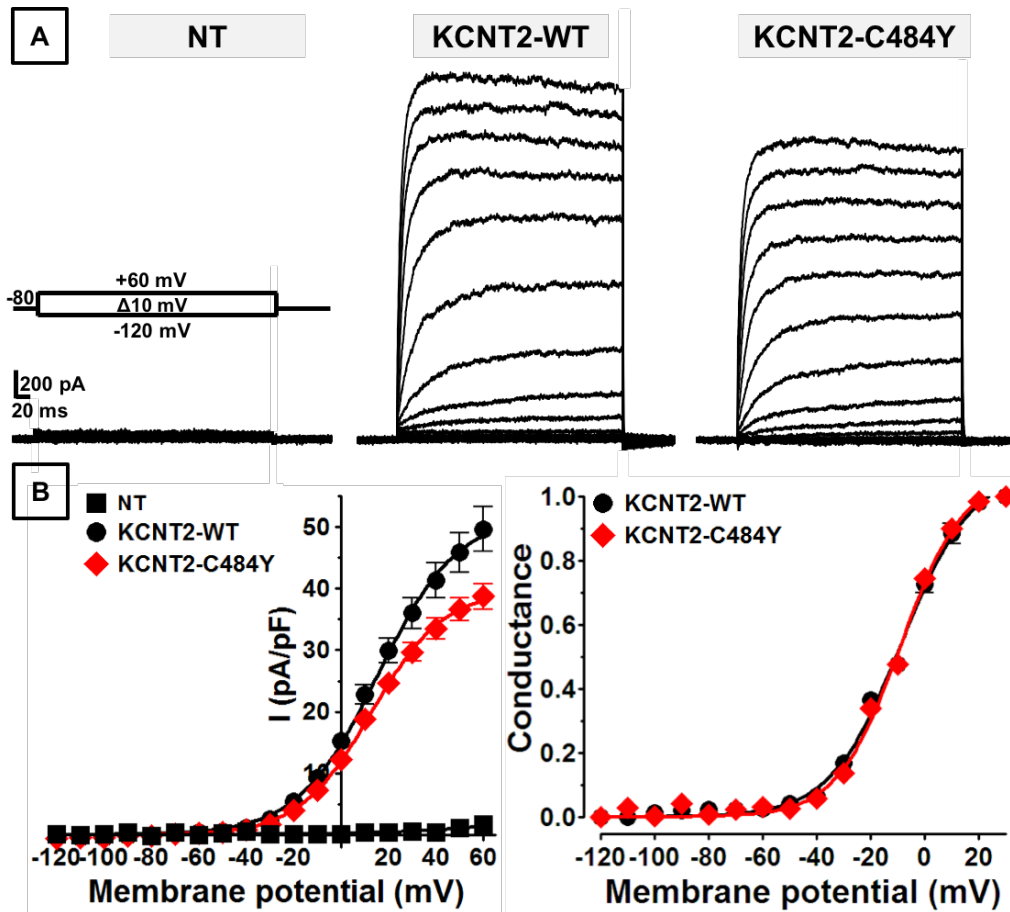 A
NT
KCNT2-WT
KCNT2-C484Y
+60 mV
-80
Δ10 mV
-120 mV
200 pA
20 ms
B
NT
KCNT2-WT
KCNT2-C484Y
I (pA/pF)
50
40
30
20
10
-120 -100 -80 -60 -40 -20 20 40 60
Membrane potential (mV)
KCNT2-WT
KCNT2-C484Y
Conductance
1.0
0.8
0.6
0.4
0.2
0.0
-120 -100 -80 -60 -40 -20 0 20
Membrane potential (mV)